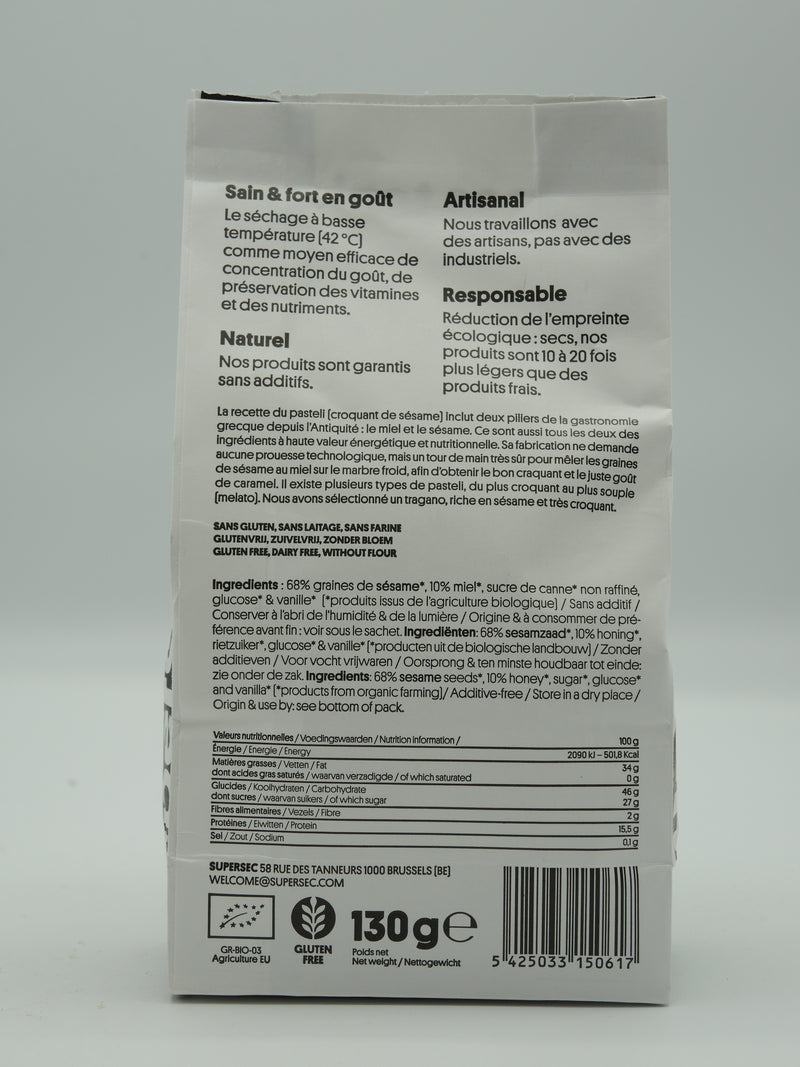 Sain & fort en goût
Le séchage à basse
température (42 °C)
comme moyen efficace de
concentration du goût, de
préservation des vitamines
et des nutriments.
Naturel
Nos produits sont garantis
sans additifs.
Artisanal
Nous travaillons avec
des artisans, pas avec des
industriels.
Responsable
Réduction de l'empreinte
écologique : secs, nos
produits sont 10 à 20 fois
plus légers que des
produits frais.
La recette du pasteli (croquant de sésame) inclut deux piliers de la gastronomie
grecque depuis l'Antiquité : le miel et le sésame. Ce sont aussi tous les deux des
ingrédients à haute valeur énergétique et nutritionnelle. Sa fabrication ne demande
aucune prouesse technologique, mais un tour de main très sûr pour mêler les graines
de sésame au miel sur le marbre froid, afin d'obtenir le bon craquant et le juste goût
de caramel. Il existe plusieurs types de pasteli, du plus croquant au plus souple
(melato). Nous avons sélectionné un tragano, riche en sésame et très croquant.
SANS GLUTEN, SANS LAITAGE, SANS FARINE
GLUTENVRIJ, ZUIVELVRIJ, ZONDER BLOEM
GLUTEN FREE, DAIRY FREE, WITHOUT FLOUR
Ingredients : 68% graines de sésame*, 10% miel*, sucre de canne* non raffiné,
glucose* & vanille* (*produits issus de l'agriculture biologique) / Sans additif /
Conserver à l'abri de l'humidité & de la lumière / Origine & à consommer de pré-
férence avant fin : voir sous le sachet. Ingrediënten: 68% sesamzaad*, 10% honing*,
rietzuiker*, glucose* & vanille* (*producten uit de biologische landbouw) / Zonder
additieven / Voor vocht vrijwaren / Oorsprong & ten minste houdbaar tot einde:
zie onder de zak. Ingredients: 68% sesame seeds*, 10% honey*, sugar*, glucose*
and vanilla* (*products from organic farming)/ Additive-free / Store in a dry place /
Origin & use by: see bottom of pack.
Valeurs nutritionnelles / Voedingswaarden / Nutrition information / 100 g
Énergie / Energie / Energy 2090 kJ – 501,8 Kcal
Matières grasses / Vetten / Fat 34 g
dont acides gras saturés / waarvan verzadigde / of which saturated 0 g
Glucides / Koolhydraten / Carbohydrate 46 g
dont sucres / waarvan suikers / of which sugar 27 g
Fibres alimentaires / Vezels / Fibre 2 g
Protéines / Eiwitten / Protein 15,5 g
Sel / Zout / Sodium 0,1 g
SUPERSEC 58 RUE DES TANNEURS 1000 BRUSSELS (BE)
WELCOME@SUPERSEC.COM
GR-BIO-03
Agriculture EU
GLUTEN
FREE
130 g e
Poids net
Net weight / Nettogewicht
5 425033 150617